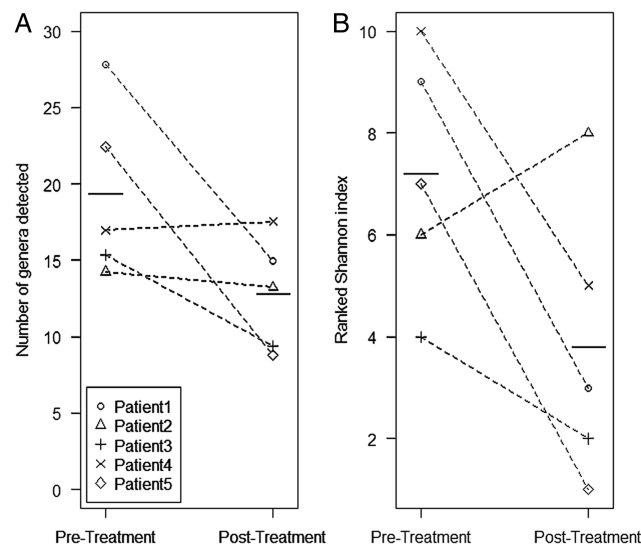 A
B
Number of genera detected
30
25
20
15
10
5
0
Patient1
Patient2
Patient3
Patient4
Patient5
Pre-Treatment
Post-Treatment
Ranked Shannon index
10
8
6
4
2
Pre-Treatment
Post-Treatment